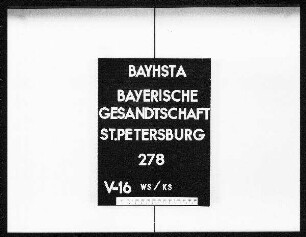 BAYHSTA
BAYERISCHE
GESANDTSCHAFT
ST. PETERSBURG
278
V-16 WS/KS